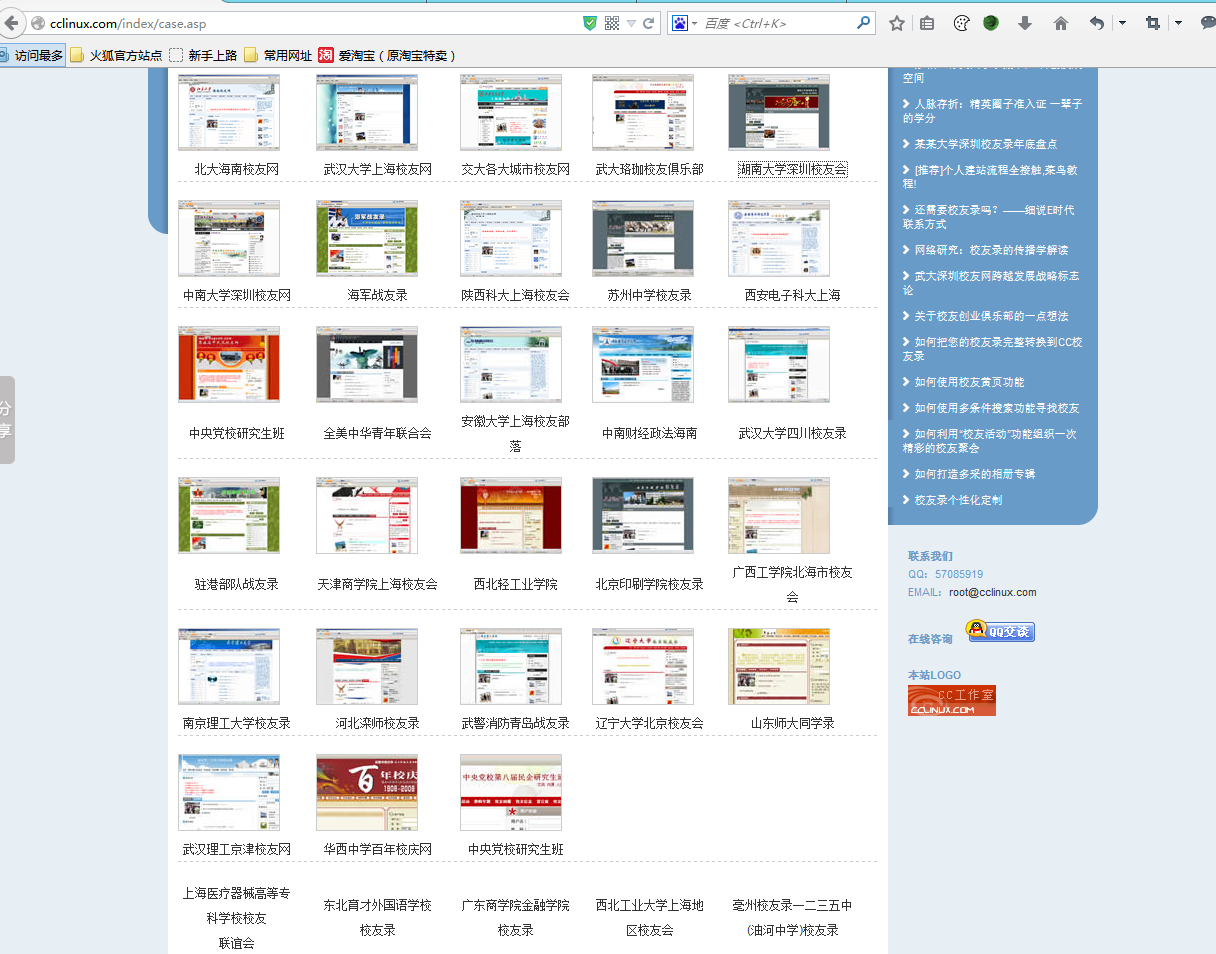 cclinux.com/index/case.asp
百度 <Ctrl+K>
访问最多 火狐官方站点 新手上路 常用网址 淘 爱淘宝（原淘宝特卖）
北大海南校友网 武汉大学上海校友网 交大各大城市校友网 武大珞珈校友俱乐部 湖南大学深圳校友会
中南大学深圳校友网 海军战友录 陕西科大上海校友会 苏州中学校友录 西安电子科大上海
中央党校研究生班 全美中华青年联合会 安徽大学上海校友部 中南财经政法海南 武汉大学四川校友录
落
驻港部队战友录 天津商学院上海校友会 西北轻工业学院 北京印刷学院校友录 广西工学院北海市校友
会
南京理工大学校友录 河北滦师校友录 武警消防青岛战友录 辽宁大学北京校友会 山东师大同学录
百年校庆
1908-2008
中央党校第八届民企研究生
武汉理工京津校友网 华西中学百年校庆网 中央党校研究生班
上海医疗器械高等专 东北育才外国语学校 广东商学院金融学院 西北工业大学上海地 亳州校友录一二三五中
科学校校友 校友录 校友录 区校友会 (油河中学)校友录
联谊会
分
享
空间
人脉存折：精英圈子准入证 一辈子
的学分
某某大学深圳校友录年底盘点
[推荐]个人建站流程全接触,菜鸟教
程!
还需要校友录吗？——细说E时代
联系方式
网络研究：校友录的传播学解读
武大深圳校友网跨越发展战略标志
论
关于校友创业俱乐部的一点想法
如何把您的校友录完整转换到CC校
友录
如何使用校友黄页功能
如何使用多条件搜索功能寻找校友
如何利用“校友活动”功能组织一次
精彩的校友聚会
如何打造多采的相册专辑
校友录个性化定制
联系我们
QQ：57085919
EMAIL：root@cclinux.com
在线咨询 QQ交谈
本站LOGO
CC工作室
CCLINUX.COM